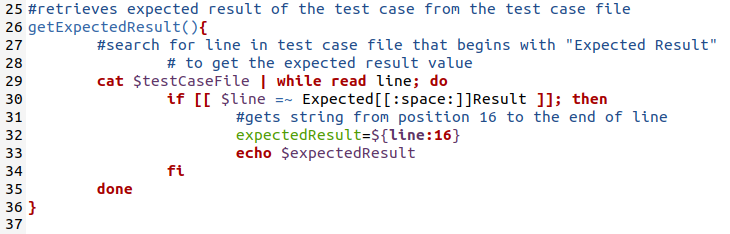 25 #retrieves expected result of the test case from the test case file
26 getExpectedResult(){
27         #search for line in test case file that begins with "Expected Result"
28                 # to get the expected result value
29         cat $testCaseFile | while read line; do
30                 if [[ $line =~ Expected[[:space:]]Result ]]; then
31                         #gets string from position 16 to the end of line
32                         expectedResult=${line:16}
33                         echo $expectedResult
34                 fi
35         done
36 }
37